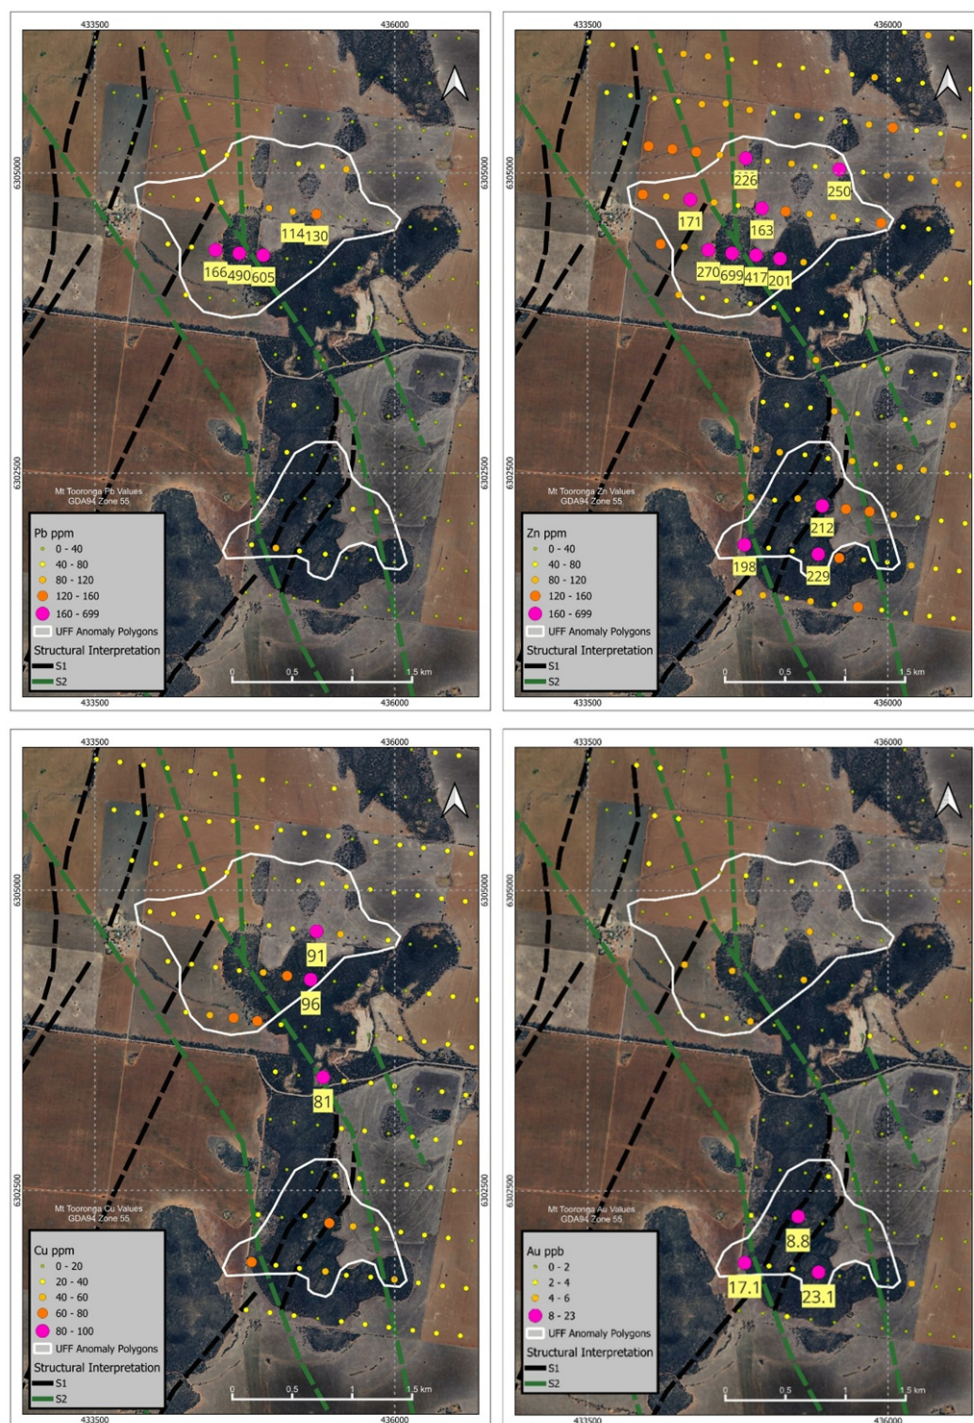 433500 436000
6305000
114 130
166 490 605
6302500
Mt Tooronga Pb Values
GDA94 Zone 55
Pb ppm
0 - 40
40 - 80
80 - 120
120 - 160
160 - 699
UFF Anomaly Polygons
Structural Interpretation
S1
S2
0 0.5 1 1.5 km
433500 436000
433500 436000
6305000
226
250
171
163
270 699 417 201
6302500
212
198
229
Mt Tooronga Zn Values
GDA94 Zone 55
Zn ppm
0 - 40
40 - 80
80 - 120
120 - 160
160 - 699
UFF Anomaly Polygons
Structural Interpretation
S1
S2
0 0.5 1 1.5 km
433500 436000
433500 436000
6305000
91
96
81
6302500
Mt Tooronga Cu Values
GDA94 Zone 55
Cu ppm
0 - 20
20 - 40
40 - 60
60 - 80
80 - 100
UFF Anomaly Polygons
Structural Interpretation
S1
S2
0 0.5 1 1.5 km
433500 436000
433500 436000
6305000
6302500
8.8
17.1
23.1
Mt Tooronga Au Values
GDA94 Zone 55
Au ppb
0 - 2
2 - 4
4 - 6
8 - 23
UFF Anomaly Polygons
Structural Interpretation
S1
S2
0 0.5 1 1.5 km
433500 436000